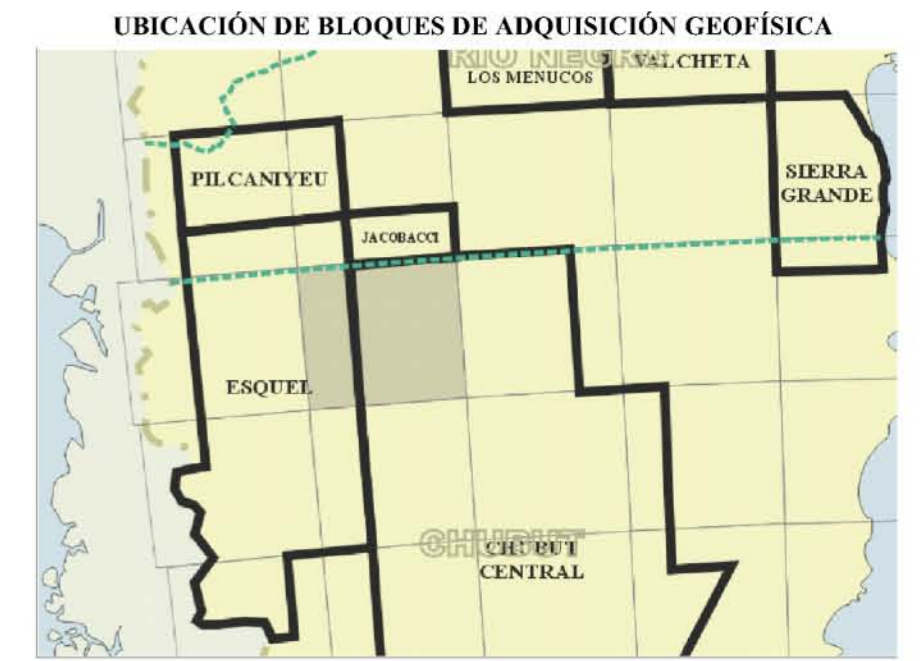 UBICACIÓN DE BLOQUES DE ADQUISICIÓN GEOFÍSICA
RIO NEGRO
LOS MENUCOS
VALCHETA
PILCANIYEU
SIERRA
GRANDE
JACOBACCI
ESQUEL
CHUBUT
CHUBUT
CENTRAL